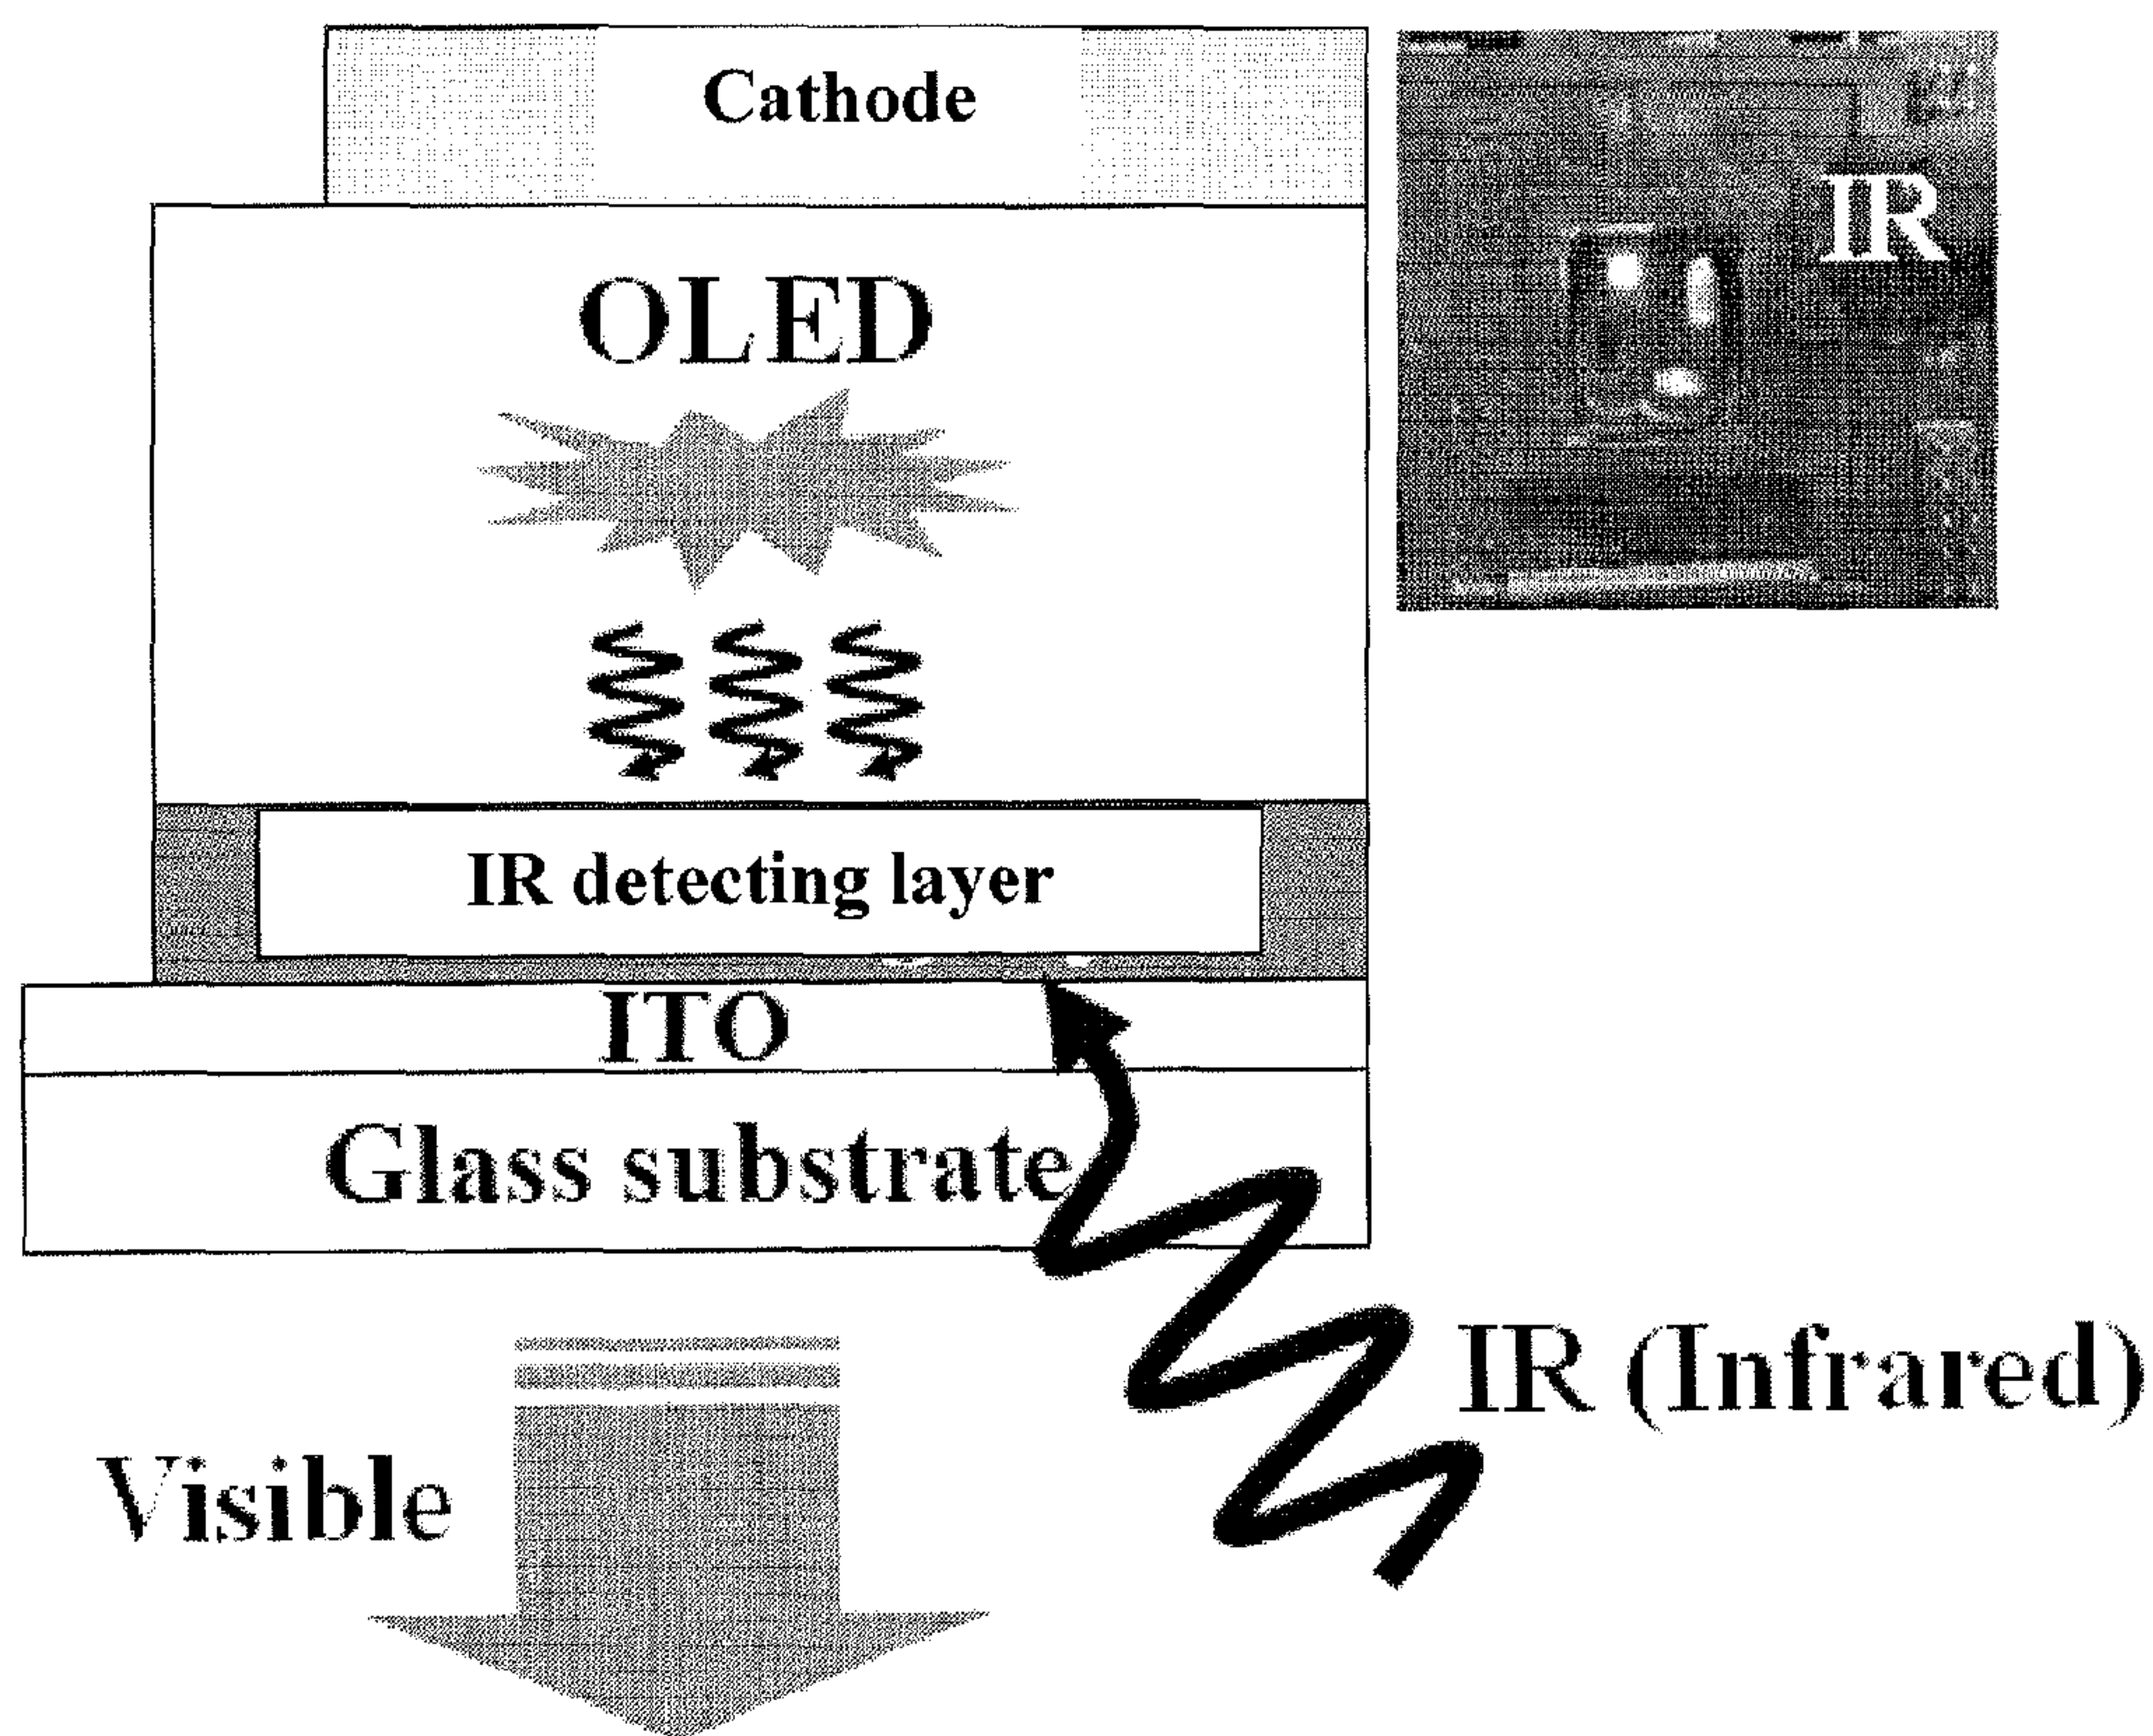 Cathode
IR
OLED
IR detecting layer
ITO
Glass substrate
IR (Infrared)
Visible